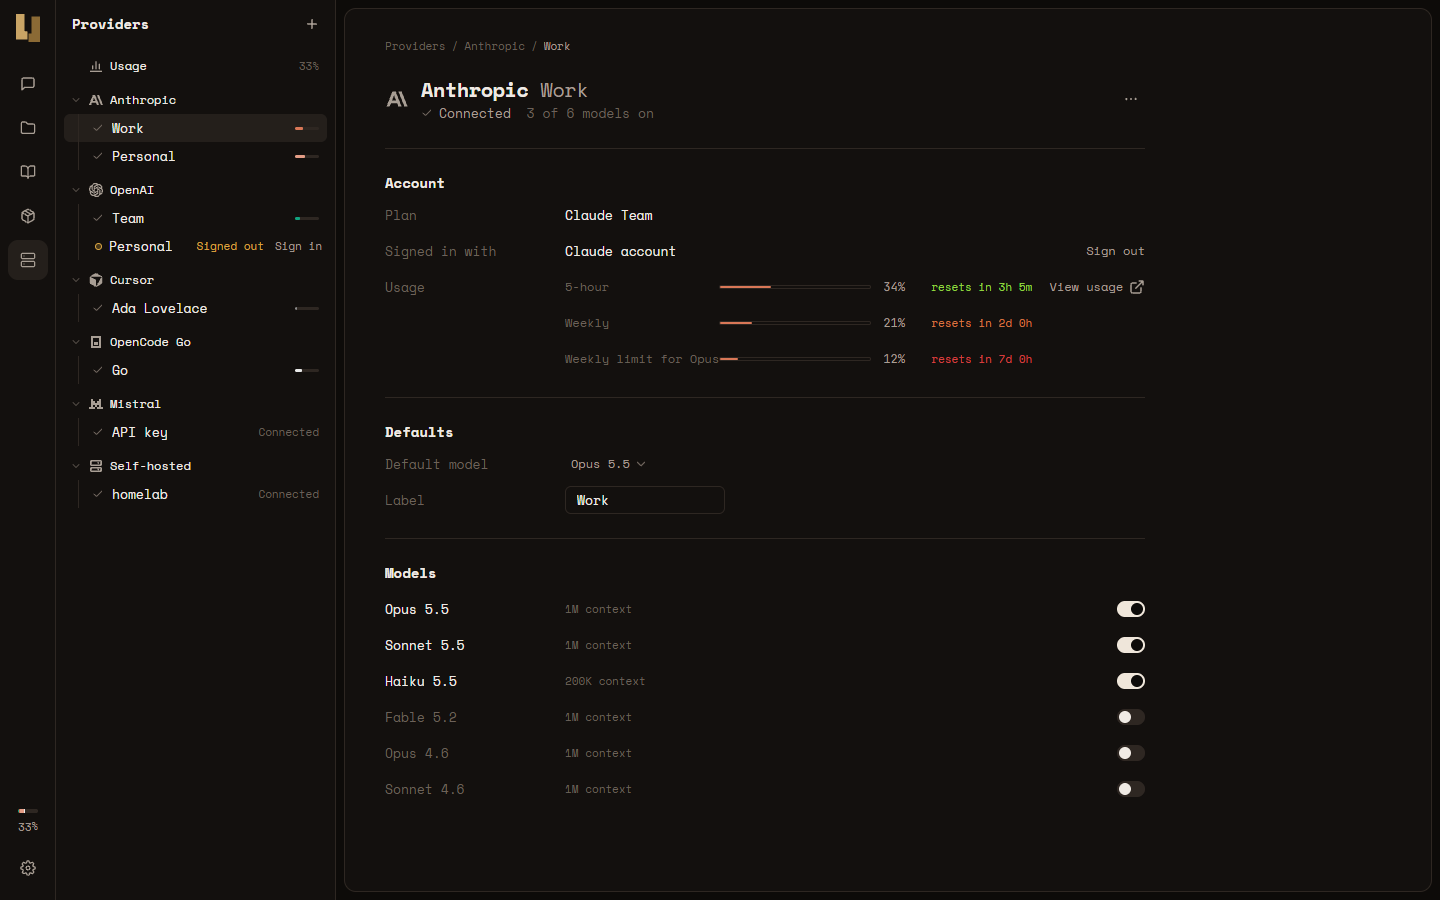 Providers
Usage 33%
Anthropic
Work
Personal
OpenAI
Team
Personal Signed out Sign in
Cursor
Ada Lovelace
OpenCode Go
Go
Mistral
API key Connected
Self-hosted
homelab Connected
33%
Providers / Anthropic / Work
Anthropic Work
Connected 3 of 6 models on
Account
Plan Claude Team
Signed in with Claude account Sign out
Usage 5-hour 34% resets in 3h 5m View usage
Weekly 21% resets in 2d 0h
Weekly limit for Opus 12% resets in 7d 0h
Defaults
Default model Opus 5.5
Label Work
Models
Opus 5.5 1M context
Sonnet 5.5 1M context
Haiku 5.5 200K context
Fable 5.2 1M context
Opus 4.6 1M context
Sonnet 4.6 1M context